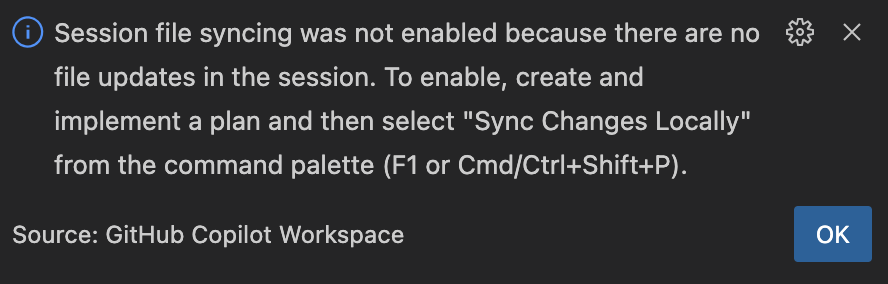 Session file syncing was not enabled because there are no
file updates in the session. To enable, create and
implement a plan and then select "Sync Changes Locally"
from the command palette (F1 or Cmd/Ctrl+Shift+P).
Source: GitHub Copilot Workspace
OK